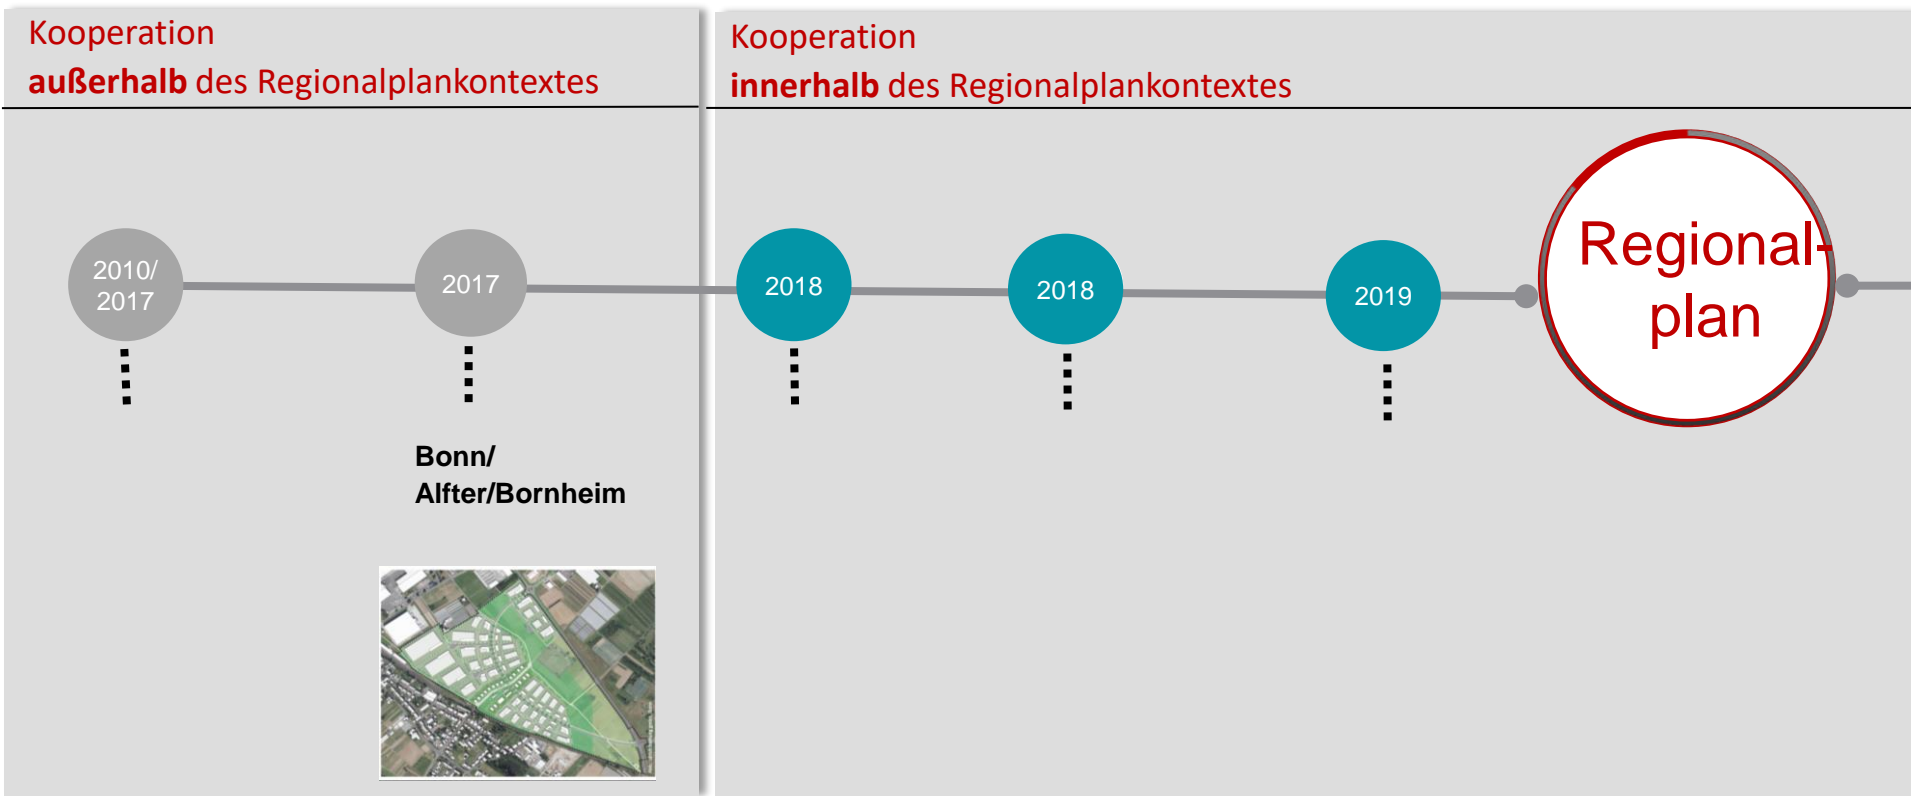 Kooperation
außerhalb des Regionalplankontextes
Kooperation
innerhalb des Regionalplankontextes
2010/
2017
2017
2018
2018
2019
Regional-
plan
Bonn/
Alfter/Bornheim